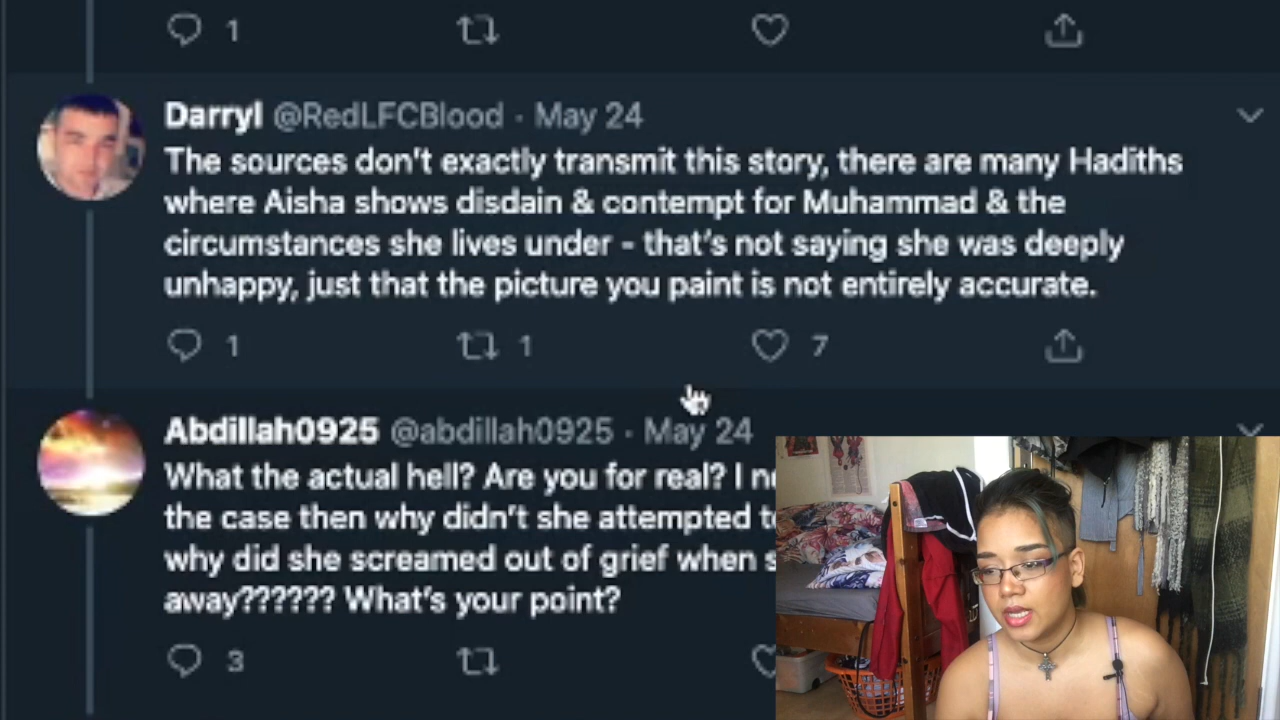 1
Darryl @RedLFCBlood · May 24
The sources don't exactly transmit this story, there are many Hadiths
where Aisha shows disdain & contempt for Muhammad & the
circumstances she lives under - that's not saying she was deeply
unhappy, just that the picture you paint is not entirely accurate.
1 1 7
Abdillah0925 @abdillah0925 · May 24
What the actual hell? Are you for real? I
the case then why didn't she attempted
why did she screamed out of grief when
away?????? What's your point?
3